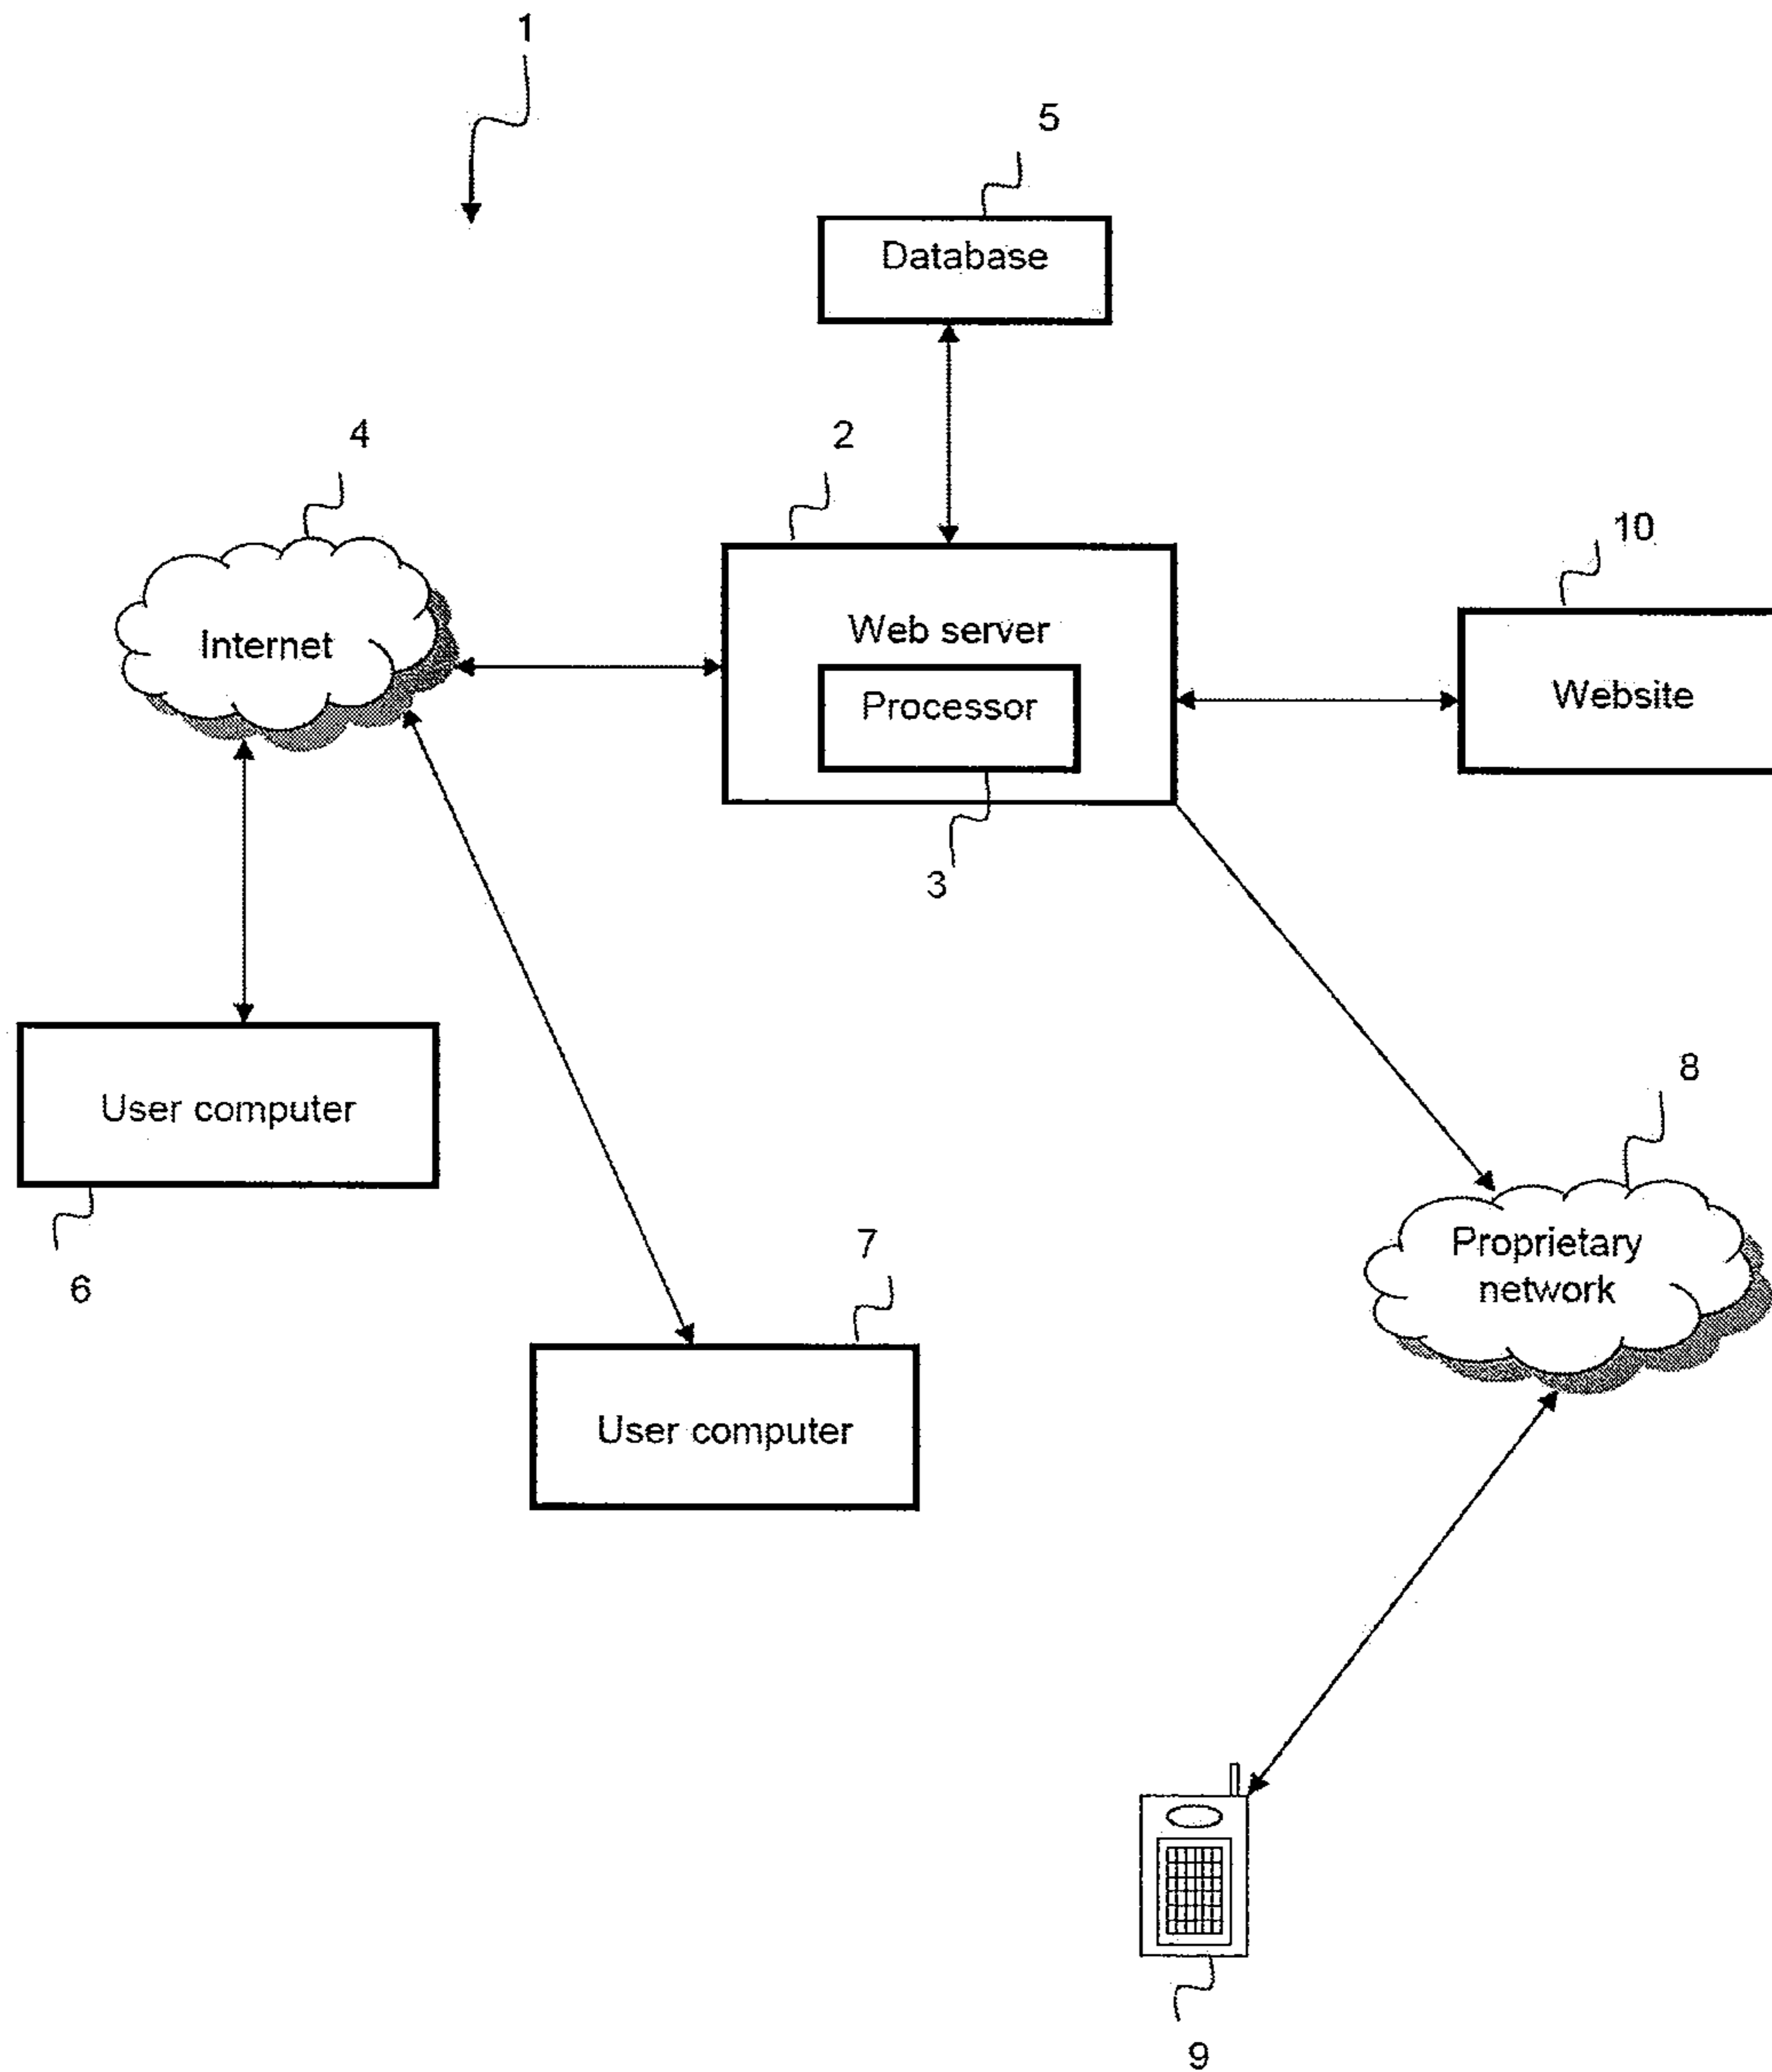 1
5
Database
4
2
10
Internet
Web server
Processor
Website
3
User computer
8
6
7
Proprietary
network
User computer
9